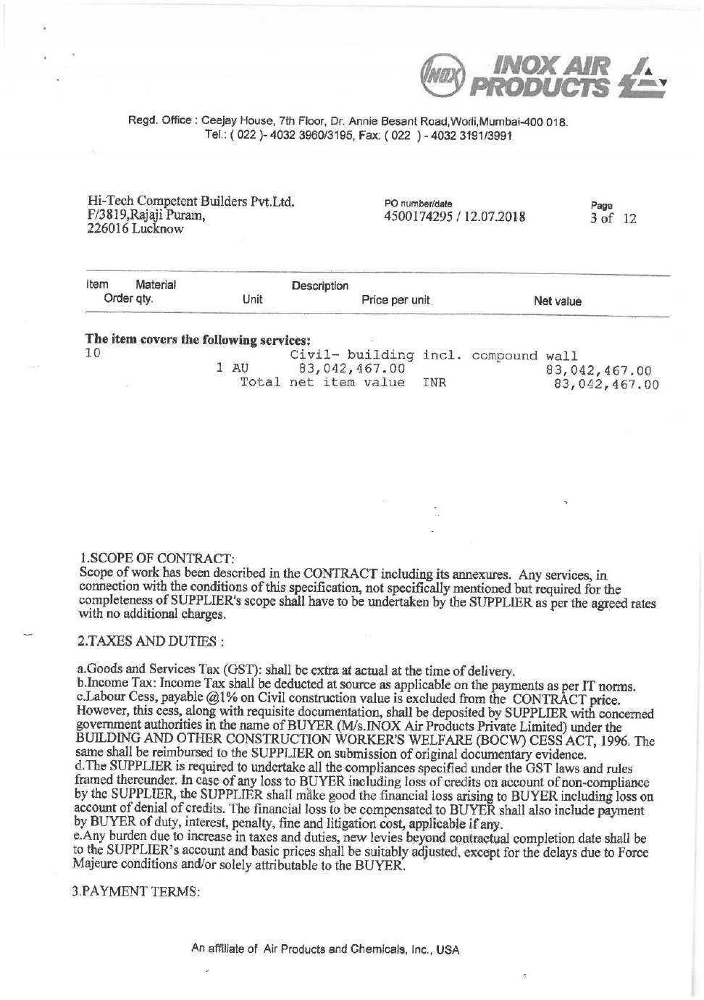 INOX
INOX AIR
PRODUCTS
Regd. Office : Ceejay House, 7th Floor, Dr. Annie Besant Road,Worli,Mumbai-400 018.
Tel.: ( 022 )- 4032 3960/3195, Fax: ( 022 ) - 4032 3191/3991
Hi-Tech Competent Builders Pvt.Ltd.
F/3819,Rajaji Puram,
226016 Lucknow
PO number/date
4500174295 / 12.07.2018
Page
3 of 12
Item Material Description
Order qty. Unit Price per unit Net value
The item covers the following services:
10 Civil- building incl. compound wall
1 AU 83,042,467.00 83,042,467.00
Total net item value INR 83,042,467.00
1.SCOPE OF CONTRACT:
Scope of work has been described in the CONTRACT including its annexures. Any services, in
connection with the conditions of this specification, not specifically mentioned but required for the
completeness of SUPPLIER's scope shall have to be undertaken by the SUPPLIER as per the agreed rates
with no additional charges.
2.TAXES AND DUTIES :
a.Goods and Services Tax (GST): shall be extra at actual at the time of delivery.
b.Income Tax: Income Tax shall be deducted at source as applicable on the payments as per IT norms.
c.Labour Cess, payable @1% on Civil construction value is excluded from the CONTRACT price.
However, this cess, along with requisite documentation, shall be deposited by SUPPLIER with concerned
government authorities in the name of BUYER (M/s.INOX Air Products Private Limited) under the
BUILDING AND OTHER CONSTRUCTION WORKER'S WELFARE (BOCW) CESS ACT, 1996. The
same shall be reimbursed to the SUPPLIER on submission of original documentary evidence.
d.The SUPPLIER is required to undertake all the compliances specified under the GST laws and rules
framed thereunder. In case of any loss to BUYER including loss of credits on account of non-compliance
by the SUPPLIER, the SUPPLIER shall make good the financial loss arising to BUYER including loss on
account of denial of credits. The financial loss to be compensated to BUYER shall also include payment
by BUYER of duty, interest, penalty, fine and litigation cost, applicable if any.
e.Any burden due to increase in taxes and duties, new levies beyond contractual completion date shall be
to the SUPPLIER's account and basic prices shall be suitably adjusted, except for the delays due to Force
Majeure conditions and/or solely attributable to the BUYER.
3.PAYMENT TERMS:
An affiliate of Air Products and Chemicals, Inc., USA